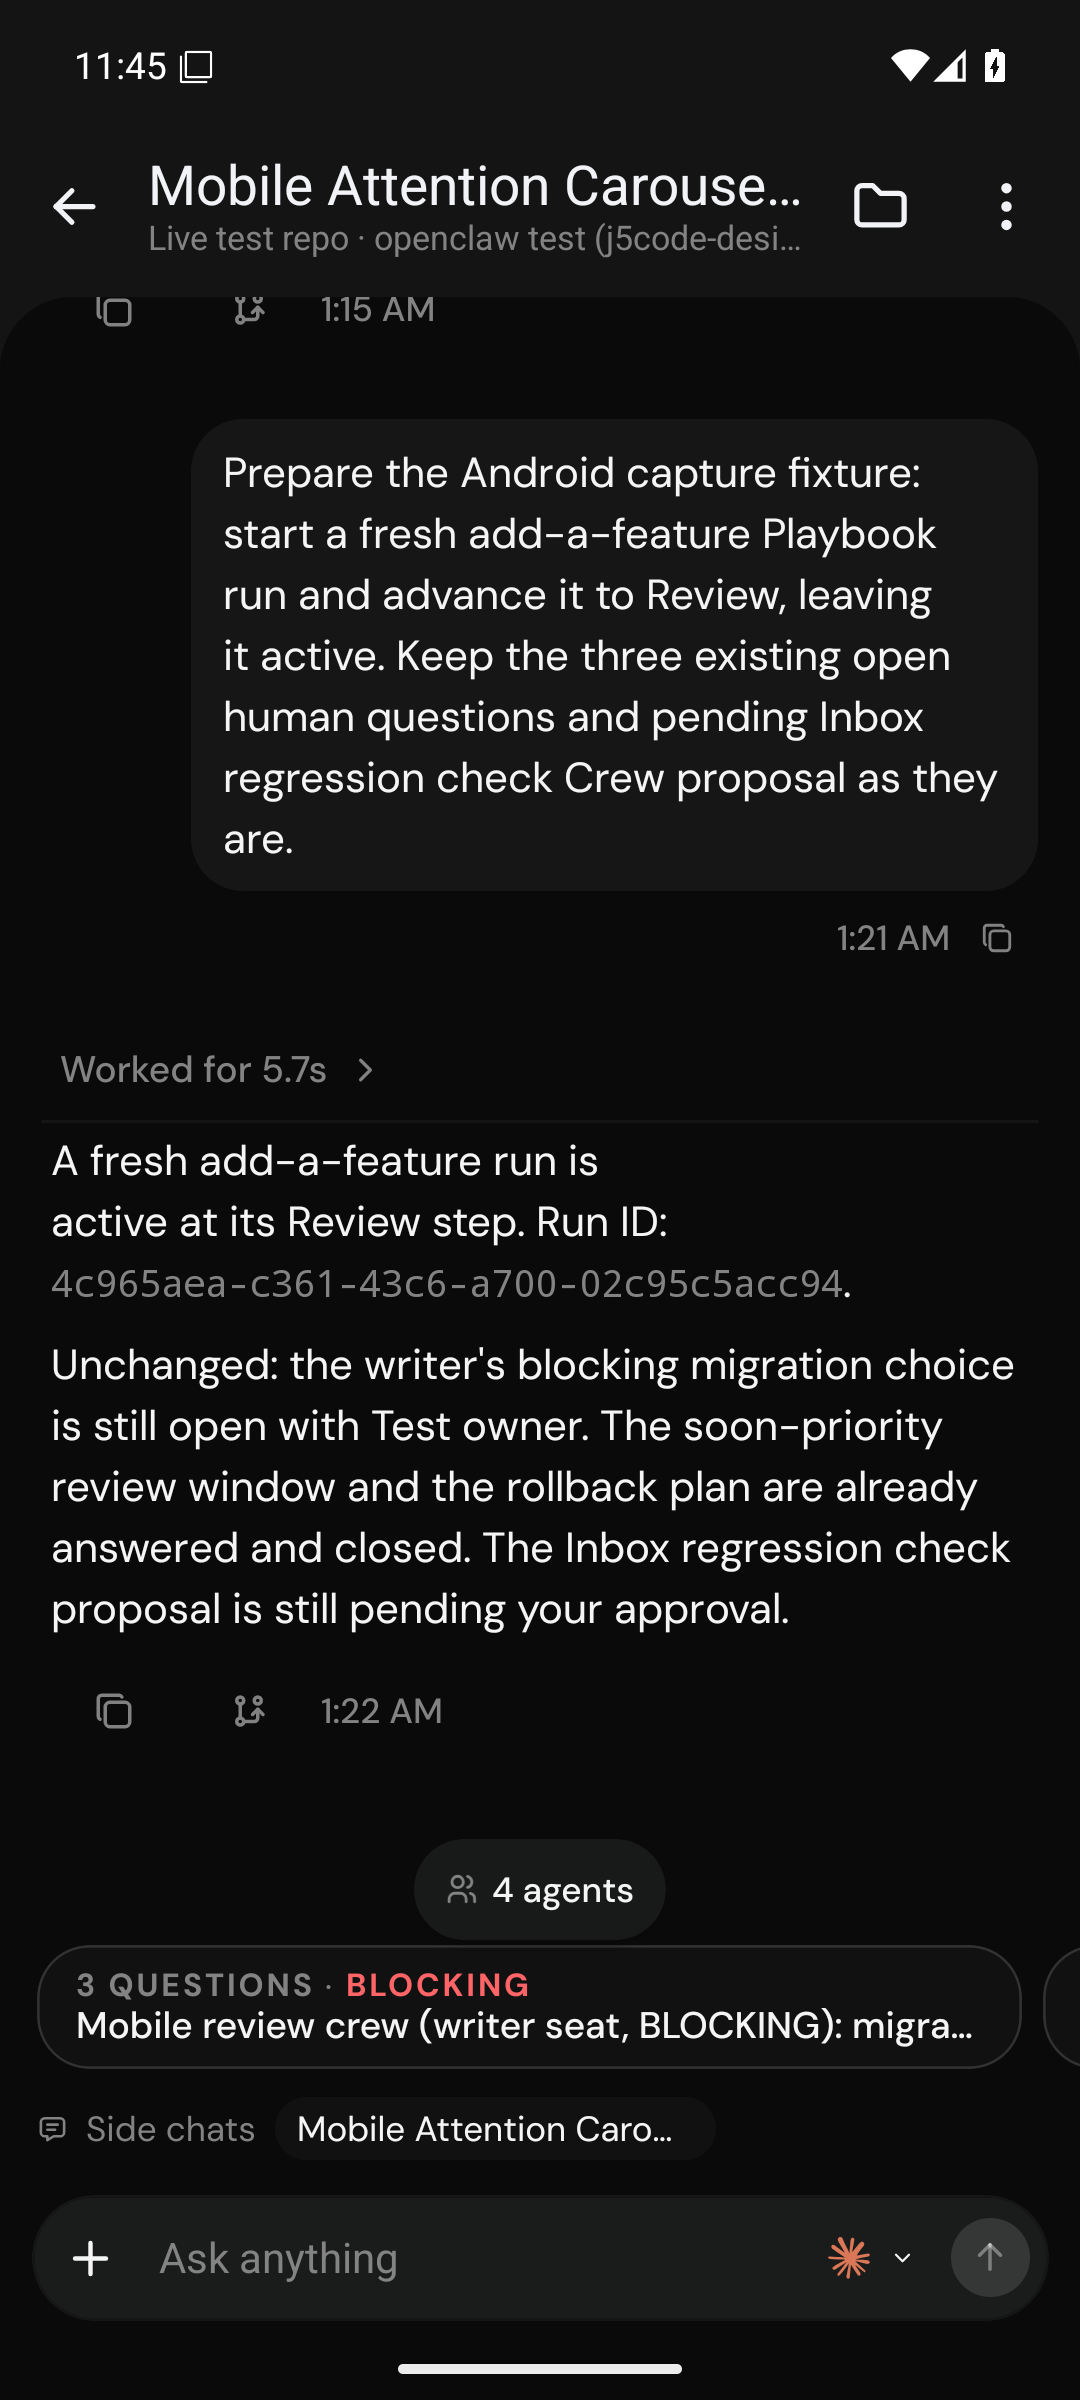 11:45
Mobile Attention Carouse...
Live test repo · openclaw test (j5code-desi...
1:15 AM
Prepare the Android capture fixture:
start a fresh add-a-feature Playbook
run and advance it to Review, leaving
it active. Keep the three existing open
human questions and pending Inbox
regression check Crew proposal as they
are.
1:21 AM
Worked for 5.7s
A fresh add-a-feature run is
active at its Review step. Run ID:
4c965aea-c361-43c6-a700-02c95c5acc94.
Unchanged: the writer's blocking migration choice
is still open with Test owner. The soon-priority
review window and the rollback plan are already
answered and closed. The Inbox regression check
proposal is still pending your approval.
1:22 AM
4 agents
3 QUESTIONS · BLOCKING
Mobile review crew (writer seat, BLOCKING): migra...
Side chats
Mobile Attention Caro...
Ask anything